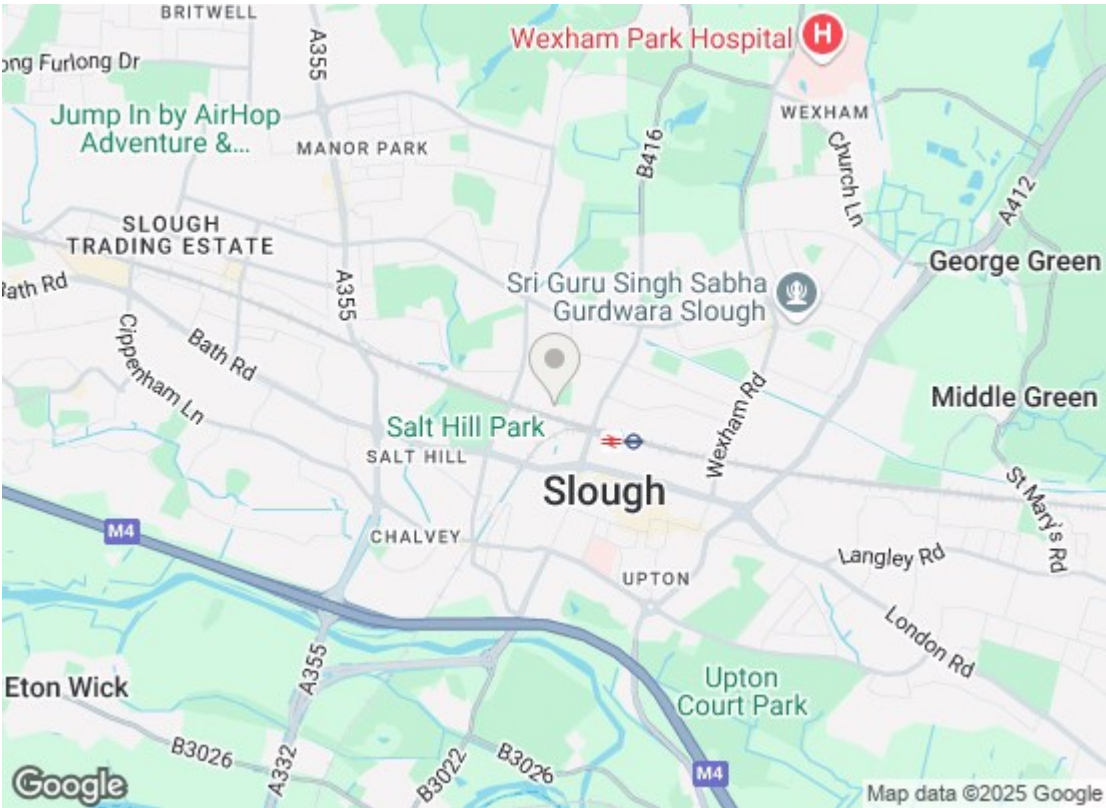 BRITWELL
ong Furlong Dr
A355
Wexham Park Hospital
H
Jump In by AirHop
Adventure &...
MANOR PARK
B416
WEXHAM
Church Ln
A412
SLOUGH
TRADING ESTATE
A355
Sri Guru Singh Sabha
Gurdwara Slough
George Green
Bath Rd
Cippenham Ln
Bath Rd
Salt Hill Park
SALT HILL
Wexham Rd
Middle Green
Slough
St Mary's Rd
M4
CHALVEY
Langley Rd
UPTON
London Rd
Eton Wick
A355
Upton
Court Park
B3026
A332
B3022
B3026
M4
Google
Map data ©2025 Google